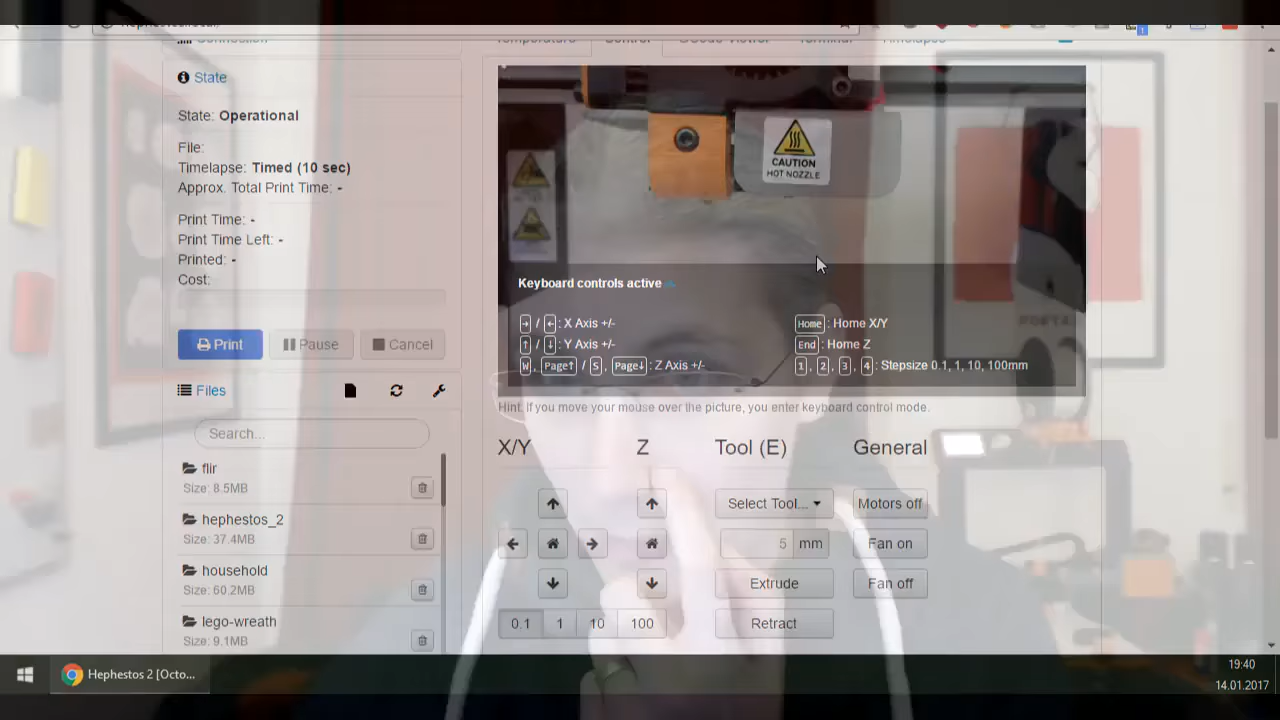 State
State: Operational
File:
Timelapse: Timed (10 sec)
Approx. Total Print Time: -
Print Time: -
Print Time Left: -
Printed: -
Cost:
Print
Pause
Cancel
Files
Search...
flir
Size: 8.5MB
hephestos_2
Size: 37.4MB
household
Size: 60.2MB
lego-wreath
Size: 9.1MB
CAUTION
HOT NOZZLE
Keyboard controls active
→ / ←: X Axis +/-
↑ / ↓: Y Axis +/-
W, Page↑ / S, Page↓: Z Axis +/-
Home: Home X/Y
End: Home Z
1, 2, 3, 4: Stepsize 0.1, 1, 10, 100mm
Hint: If you move your mouse over the picture, you enter keyboard control mode.
X/Y
Z
Tool (E)
General
Select Tool...
Motors off
5 mm
Fan on
Extrude
Fan off
0.1 1 10 100
Retract
Hephestos 2 [Octo...
19:40
14.01.2017
1